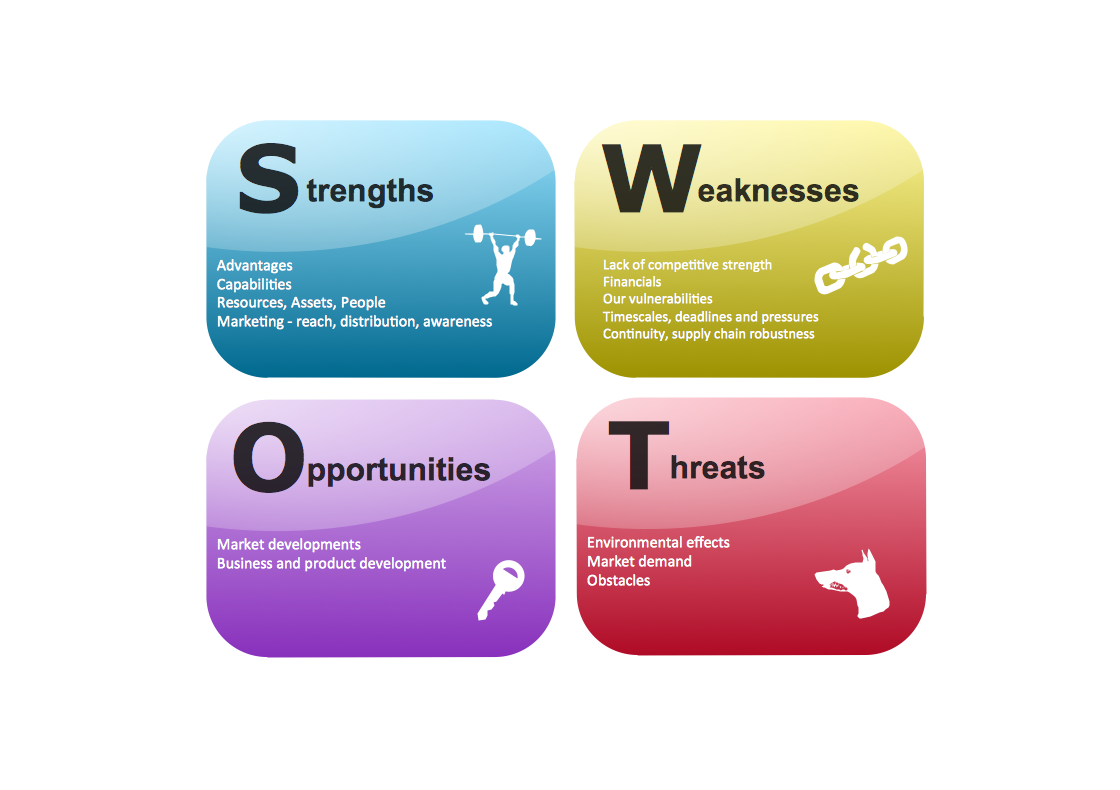 Strengths
Advantages
Capabilities
Resources, Assets, People
Marketing - reach, distribution, awareness
Weaknesses
Lack of competitive strength
Financials
Our vulnerabilities
Timescales, deadlines and pressures
Continuity, supply chain robustness
Opportunities
Market developments
Business and product development
Threats
Environmental effects
Market demand
Obstacles